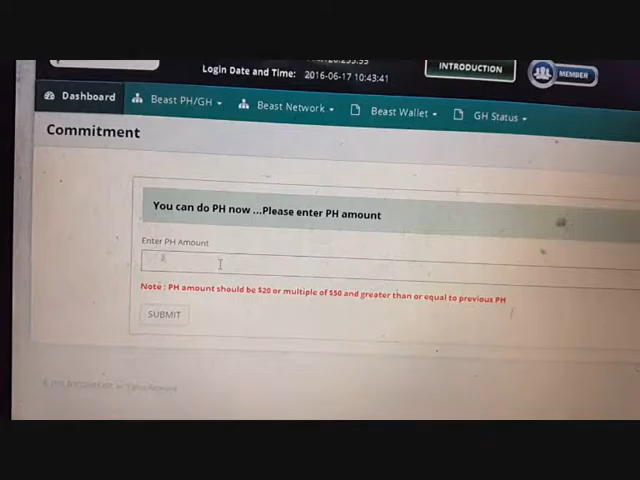 Login Date and Time: 2016-06-17 10:43:41
INTRODUCTION
MEMBER
Dashboard
Beast PH/GH
Beast Network
Beast Wallet
GH Status
Commitment
You can do PH now ...Please enter PH amount
Enter PH Amount
Note : PH amount should be $20 or multiple of $50 and greater than or equal to previous PH
SUBMIT